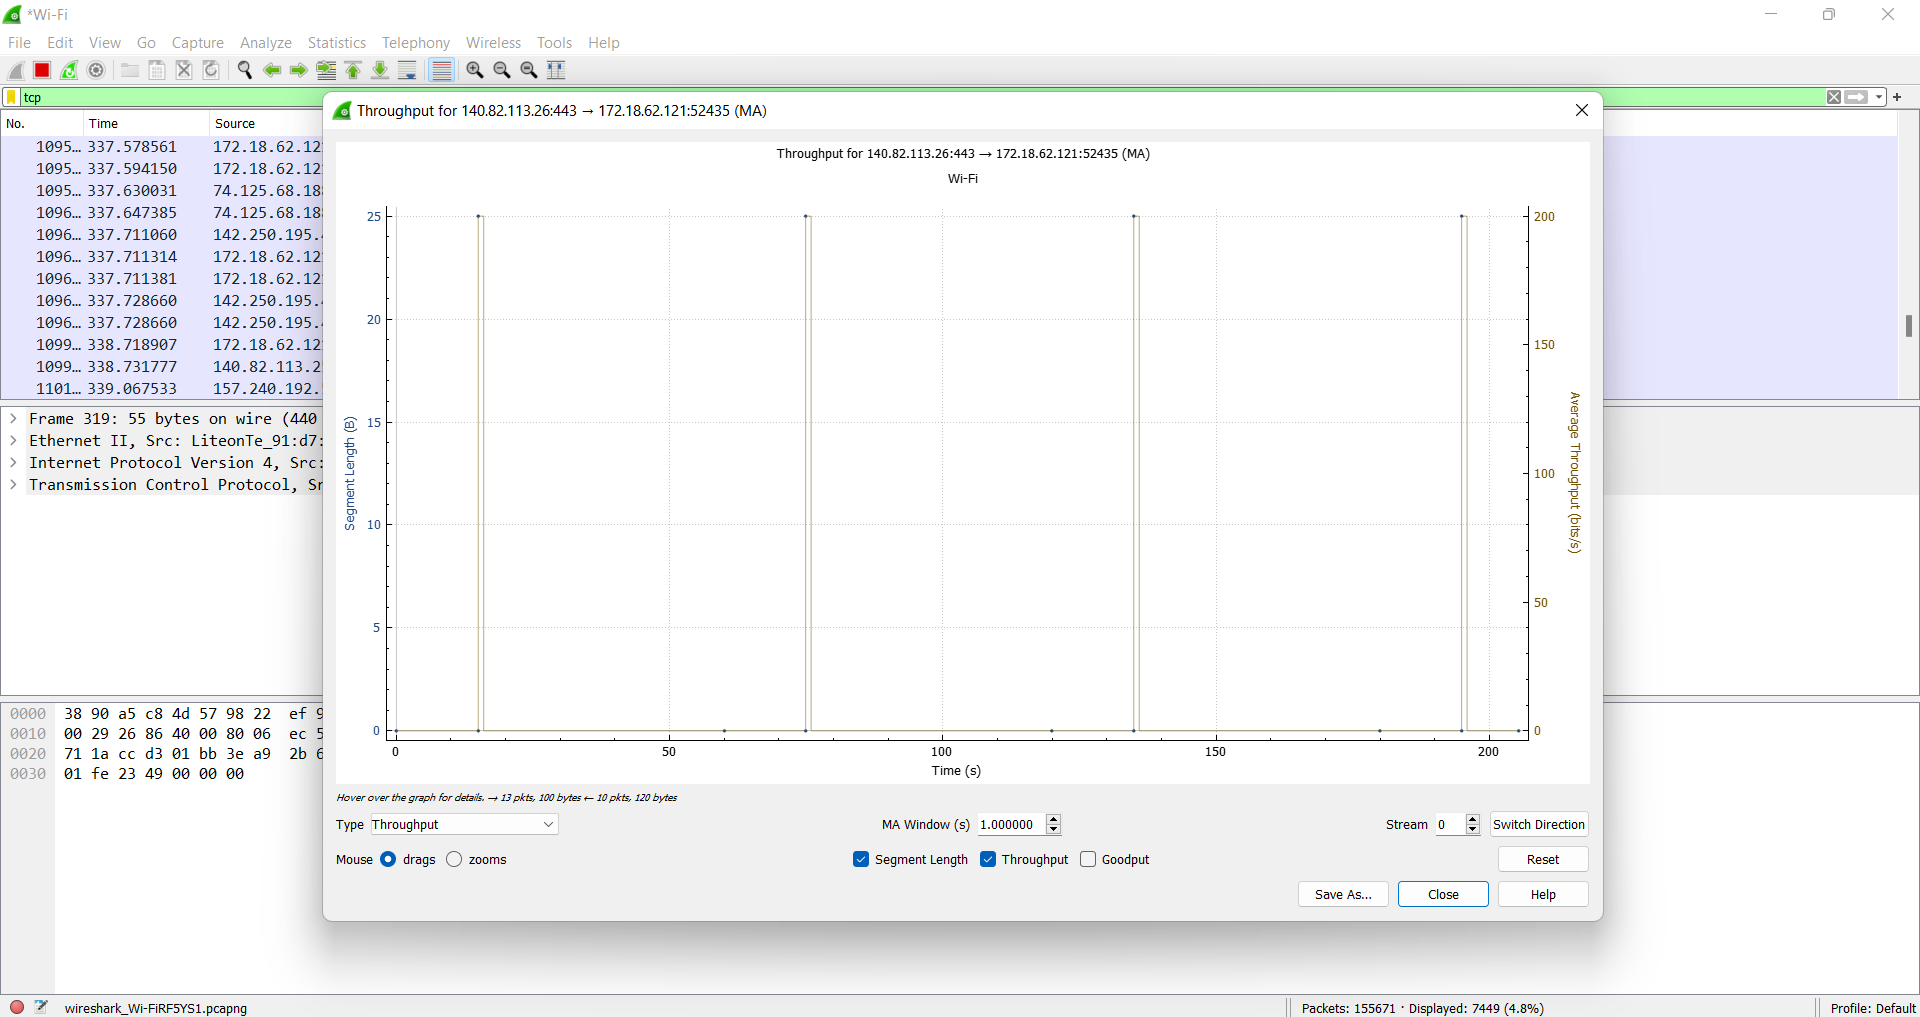 *Wi-Fi
File Edit View Go Capture Analyze Statistics Telephony Wireless Tools Help
tcp
Throughput for 140.82.113.26:443 → 172.18.62.121:52435 (MA)
No. Time Source
1095… 337.578561 172.18.62.12
1095… 337.594150 172.18.62.12
1095… 337.630031 74.125.68.18
1096… 337.647385 74.125.68.18
1096… 337.711060 142.250.195.
1096… 337.711314 172.18.62.12
1096… 337.711381 172.18.62.12
1096… 337.728660 142.250.195.
1096… 337.728660 142.250.195.
1099… 338.718907 172.18.62.12
1099… 338.731777 140.82.113.2
1101… 339.067533 157.240.192.
Frame 319: 55 bytes on wire (440
Ethernet II, Src: LiteonTe_91:d7:
Internet Protocol Version 4, Src:
Transmission Control Protocol, Sr
0000 38 90 a5 c8 4d 57 98 22 ef 9
0010 00 29 26 86 40 00 80 06 ec 5
0020 71 1a cc d3 01 bb 3e a9 2b 6
0030 01 fe 23 49 00 00 00
Throughput for 140.82.113.26:443 → 172.18.62.121:52435 (MA)
Wi-Fi
Segment Length (B)
25
20
15
10
5
0
200
150
100
50
0
Average Throughput (bits/s)
0 50 100 150 200
Time (s)
Hover over the graph for details. → 13 pkts, 100 bytes ← 10 pkts, 120 bytes
Type Throughput MA Window (s) 1.000000 Stream 0 Switch Direction
Mouse drags zooms Segment Length Throughput Goodput Reset
Save As... Close Help
wireshark_Wi-FiRF5YS1.pcapng Packets: 155671 · Displayed: 7449 (4.8%) Profile: Default